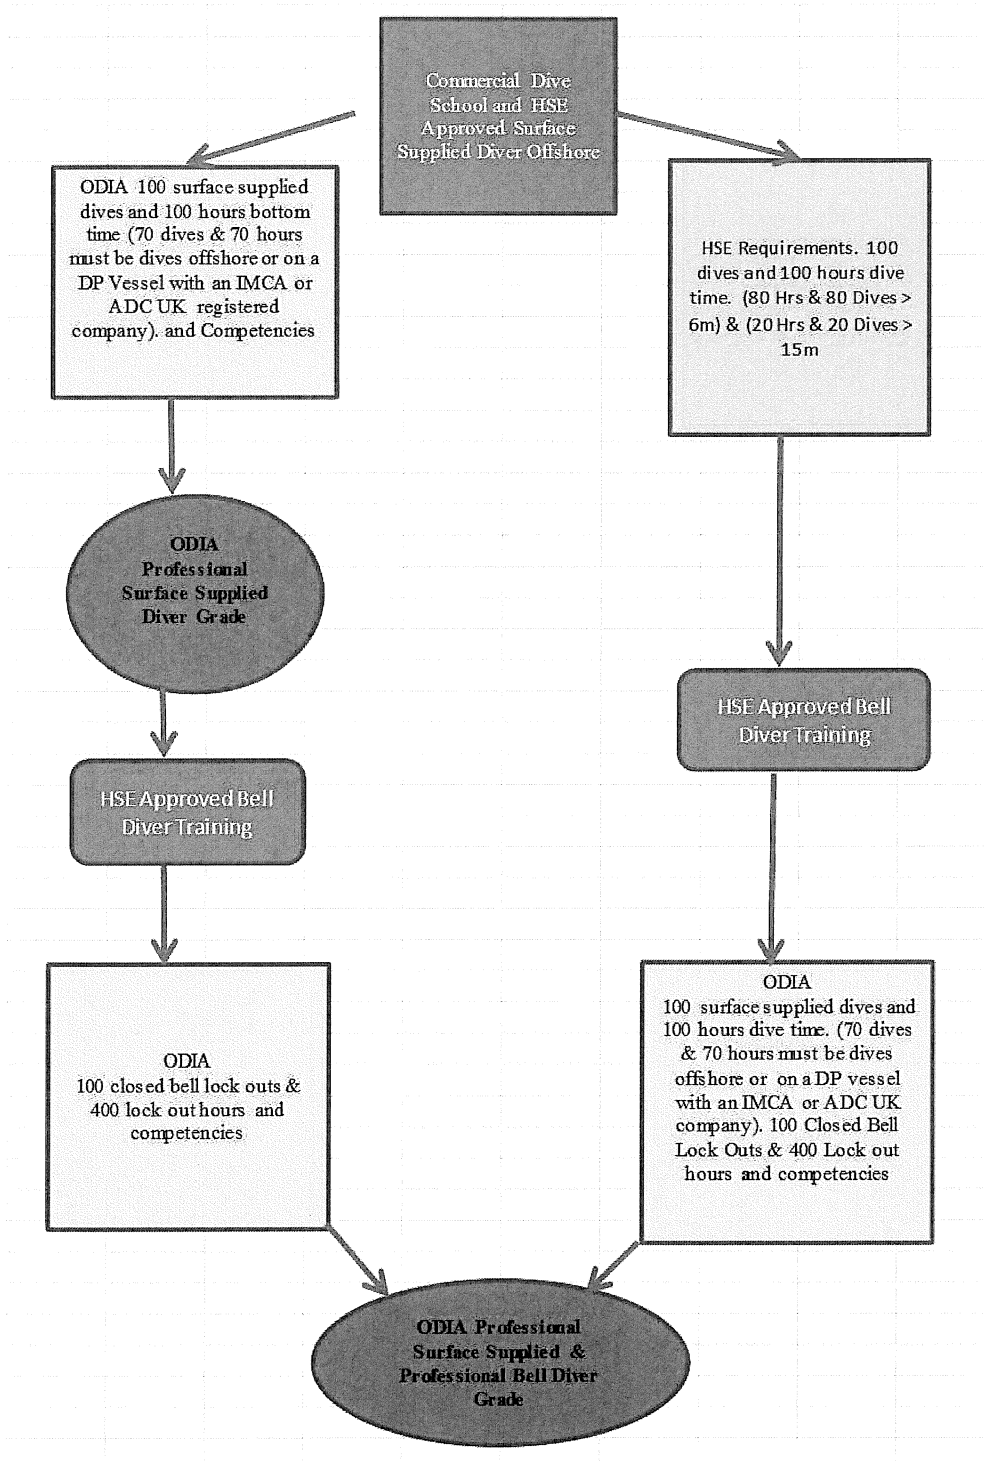 Commercial Dive
School and HSE
Approved Surface
Supplied Diver Offshore
ODIA 100 surface supplied
dives and 100 hours bottom
time (70 dives & 70 hours
must be dives offshore or on a
DP Vessel with an IMCA or
ADC UK registered
company). and Competencies
HSE Requirements. 100
dives and 100 hours dive
time. (80 Hrs & 80 Dives >
6m) & (20 Hrs & 20 Dives >
15m
ODIA
Professional
Surface Supplied
Diver Grade
HSE Approved Bell
Diver Training
HSE Approved Bell
Diver Training
ODIA
100 closed bell lock outs &
400 lock out hours and
competencies
ODIA
100 surface supplied dives and
100 hours dive time. (70 dives
& 70 hours must be dives
offshore or on a DP vessel
with an IMCA or ADC UK
company). 100 Closed Bell
Lock Outs & 400 Lock out
hours and competencies
ODIA Professional
Surface Supplied &
Professional Bell Diver
Grade